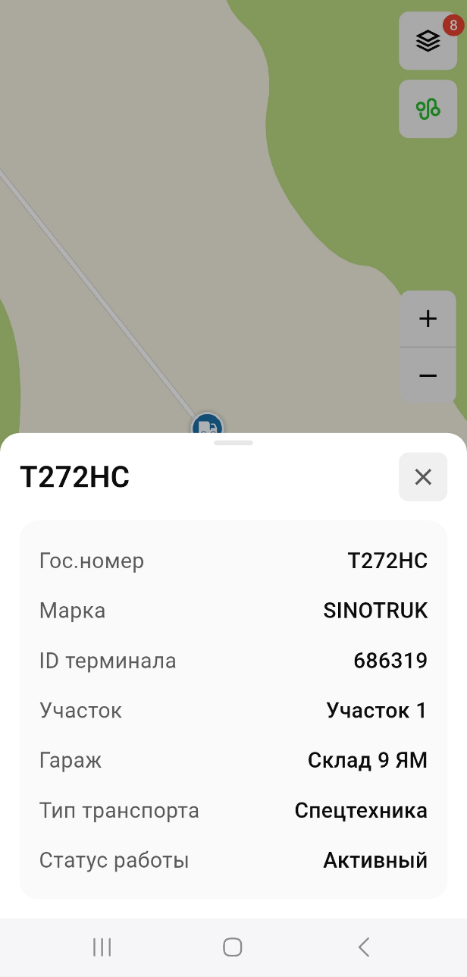 8
T272HC
Гос.номер T272HC
Марка SINOTRUK
ID терминала 686319
Участок Участок 1
Гараж Склад 9 ЯМ
Тип транспорта Спецтехника
Статус работы Активный